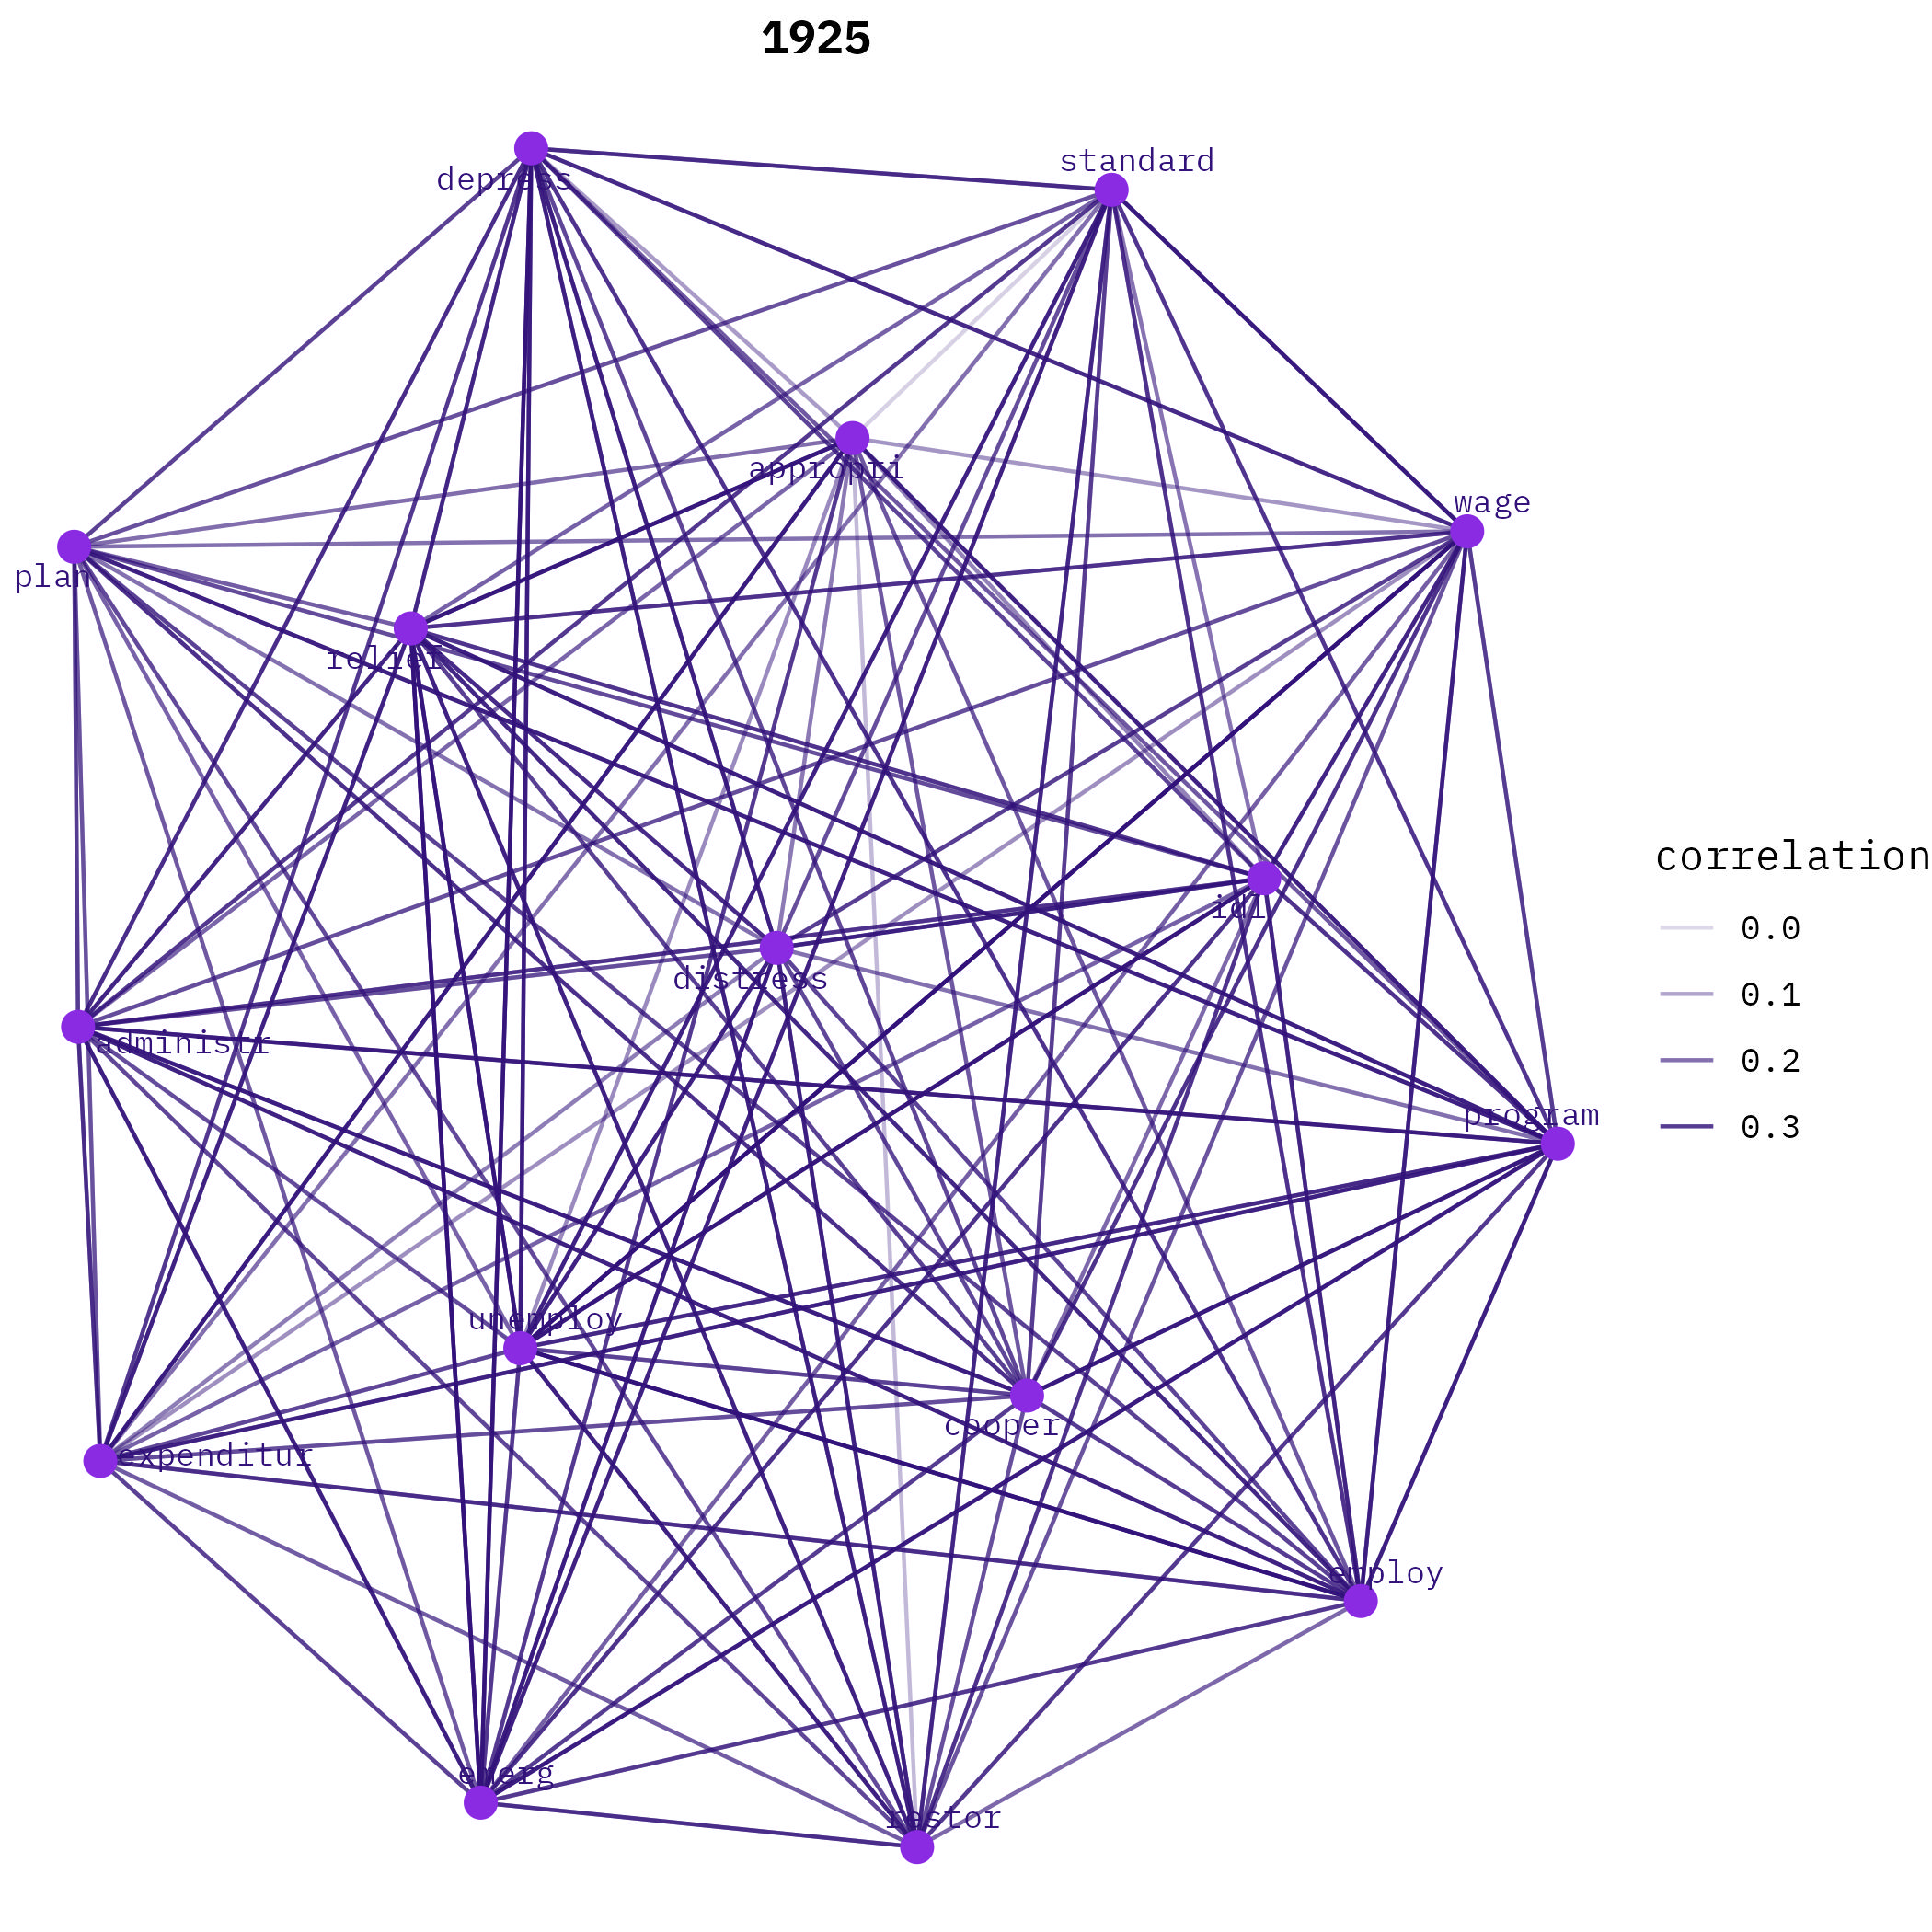 1925
depress
standard
appropri
wage
plan
relief
idl
distress
administr
program
unemploy
cooper
expenditur
employ
emerg
restor
correlation
0.0
0.1
0.2
0.3